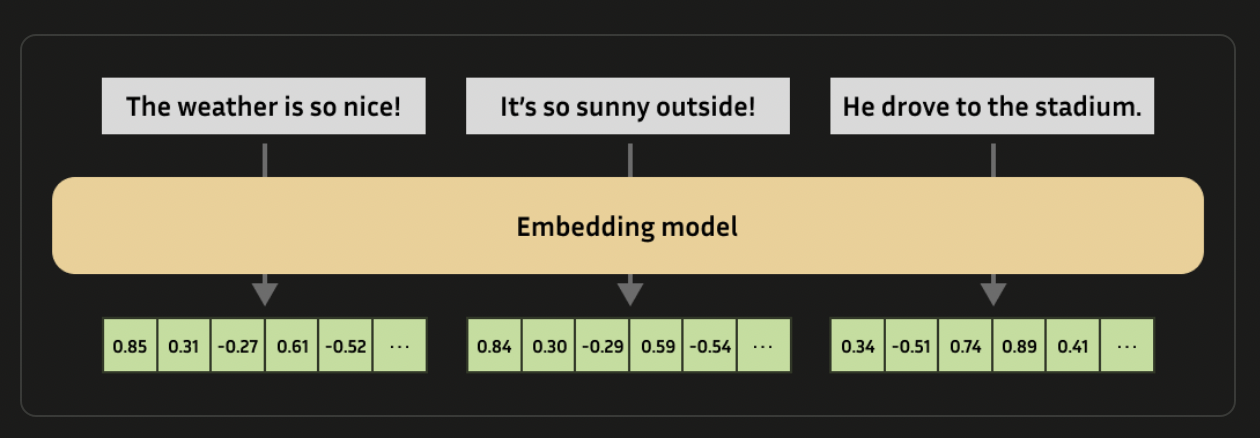 The weather is so nice!
It’s so sunny outside!
He drove to the stadium.
Embedding model
0.85 0.31 -0.27 0.61 -0.52 ...
0.84 0.30 -0.29 0.59 -0.54 ...
0.34 -0.51 0.74 0.89 0.41 ...